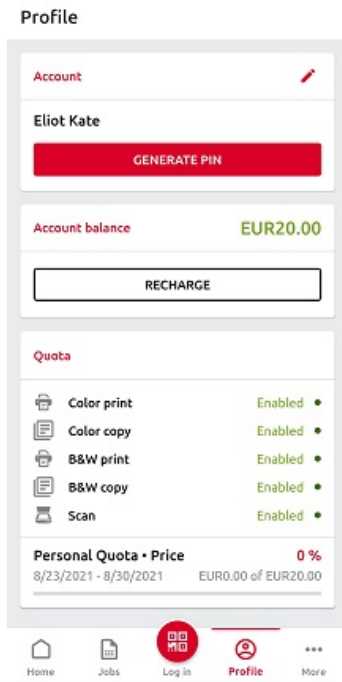 Profile
Account
Eliot Kate
GENERATE PIN
Account balance EUR20.00
RECHARGE
Quota
Color print Enabled
Color copy Enabled
B&W print Enabled
B&W copy Enabled
Scan Enabled
Personal Quota • Price 0 %
8/23/2021 - 8/30/2021 EUR0.00 of EUR20.00
Home Jobs Log in Profile More